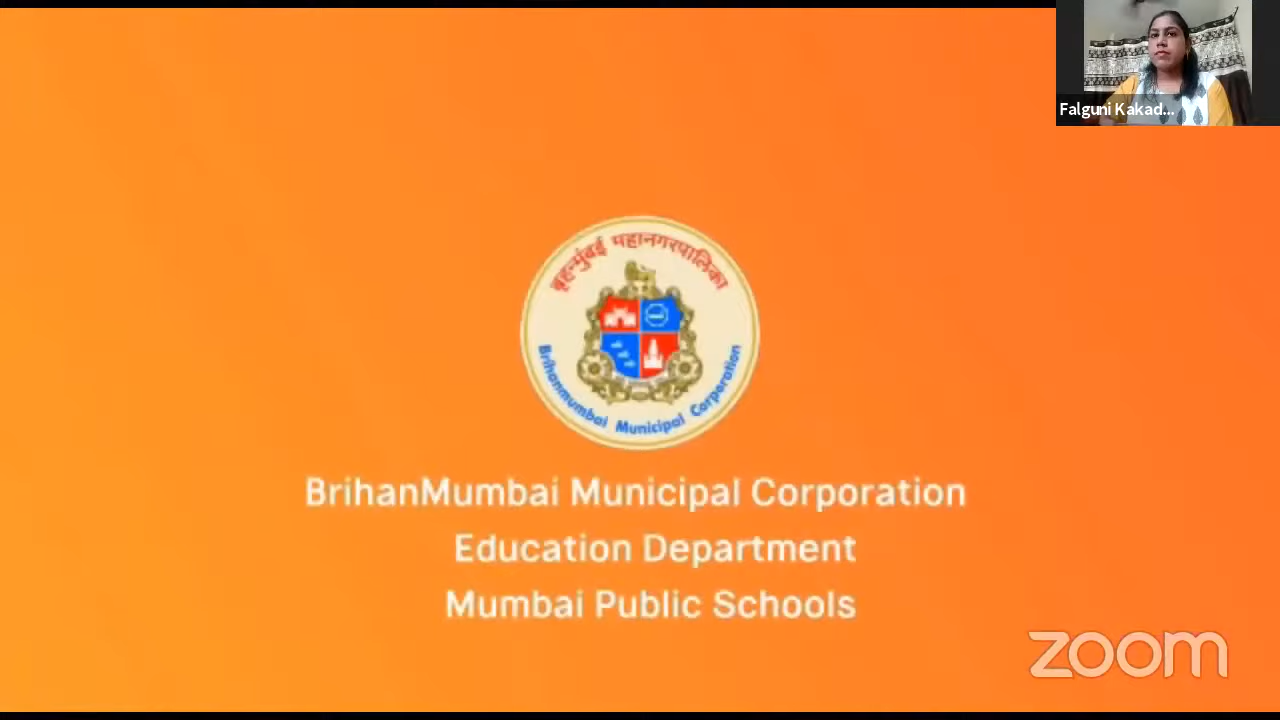 Falguni Kakad...
बृहन्मुंबई महानगरपालिका
Brihanmumbai Municipal Corporation
BrihanMumbai Municipal Corporation
Education Department
Mumbai Public Schools
zoom